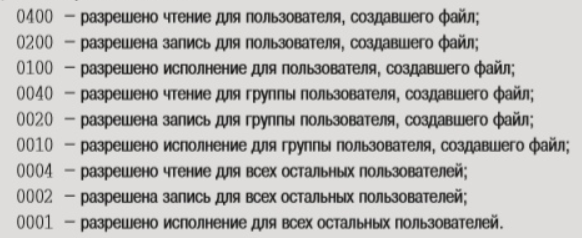 0400 – разрешено чтение для пользователя, создавшего файл;
0200 – разрешена запись для пользователя, создавшего файл;
0100 – разрешено исполнение для пользователя, создавшего файл;
0040 – разрешено чтение для группы пользователя, создавшего файл;
0020 – разрешена запись для группы пользователя, создавшего файл;
0010 – разрешено исполнение для группы пользователя, создавшего файл;
0004 – разрешено чтение для всех остальных пользователей;
0002 – разрешена запись для всех остальных пользователей;
0001 – разрешено исполнение для всех остальных пользователей.